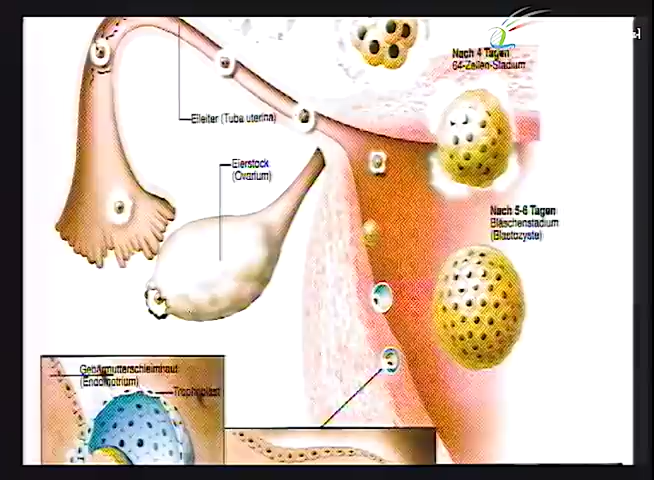 Nach 4 Tagen
64-Zellen-Stadium
Eileiter (Tuba uterina)
Eierstock
(Ovarium)
Nach 5-6 Tagen
Bläschenstadium
(Blastozyste)
Gebärmutterschleimhaut
(Endometrium)
Trophoblast